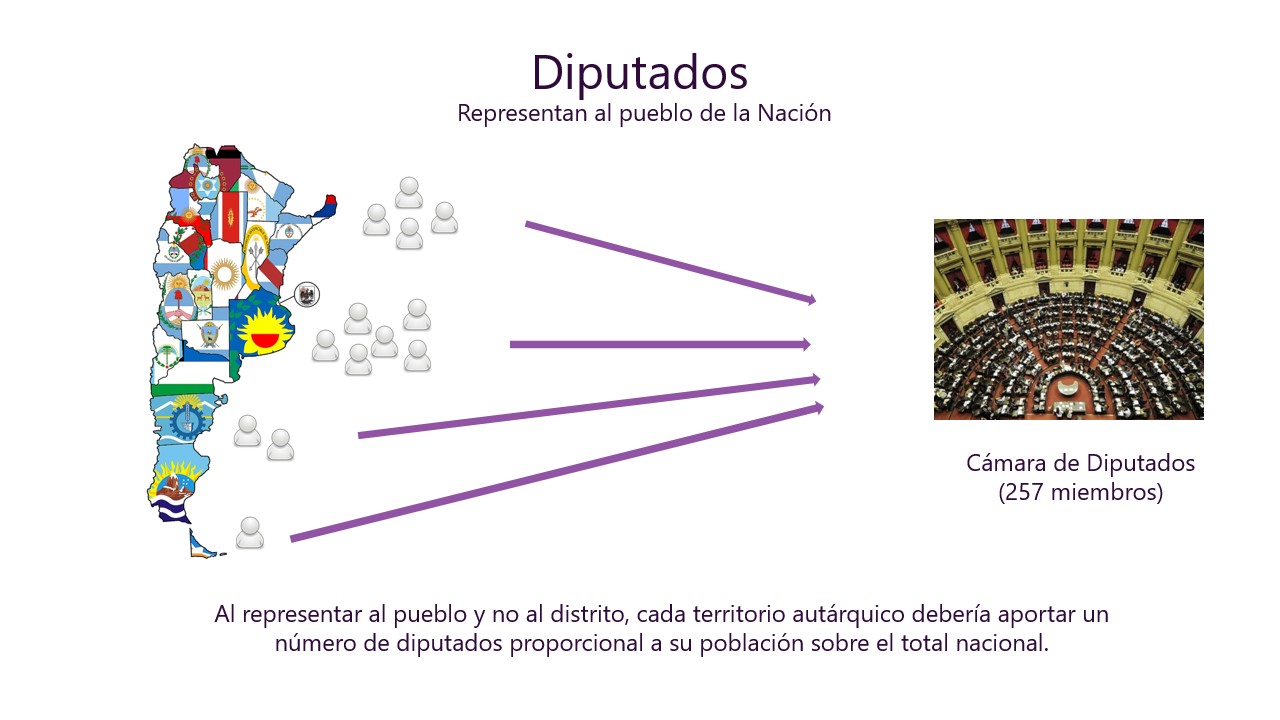 Diputados
Representan al pueblo de la Nación
Cámara de Diputados
(257 miembros)
Al representar al pueblo y no al distrito, cada territorio autárquico debería aportar un
número de diputados proporcional a su población sobre el total nacional.